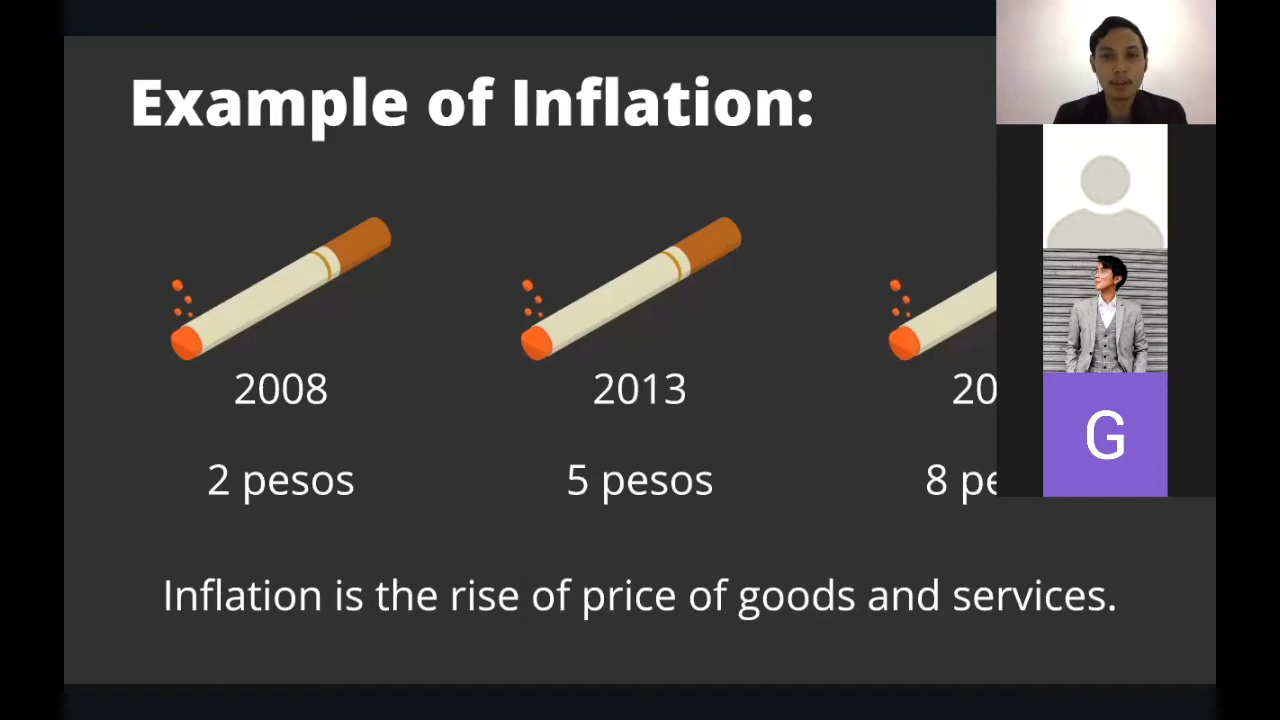 Example of Inflation:
2008 2013
2 pesos 5 pesos 8
Inflation is the rise of price of goods and services.
G